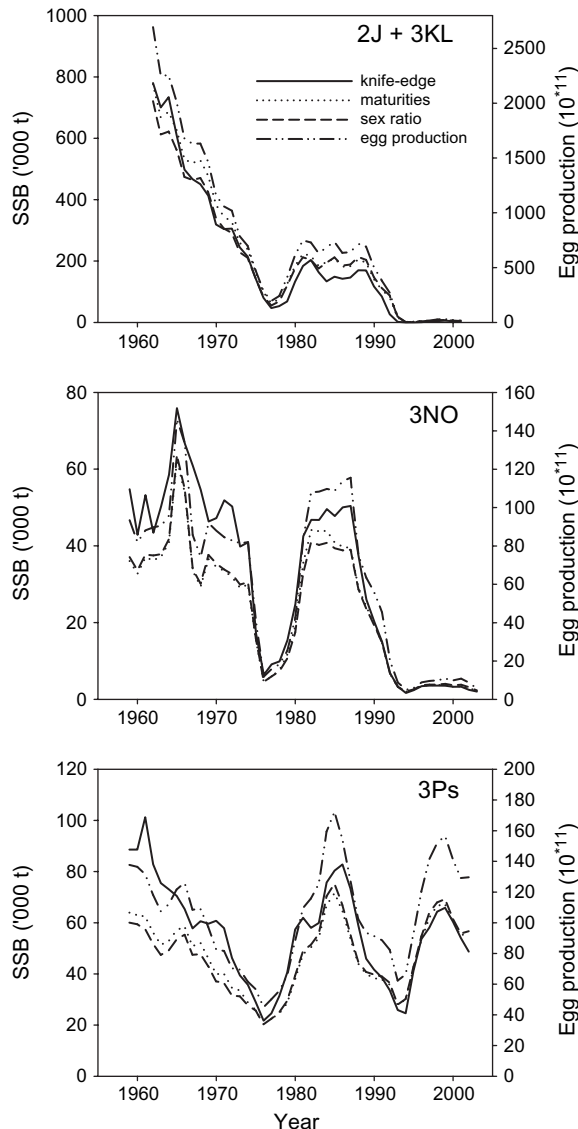 2J + 3KL
knife-edge
maturities
sex ratio
egg production
SSB ('000 t)
Egg production (10*11)
1000
800
600
400
200
0
2500
2000
1500
1000
500
0
1960 1970 1980 1990 2000
3NO
SSB ('000 t)
Egg production (10*11)
80
60
40
20
0
160
140
120
100
80
60
40
20
0
1960 1970 1980 1990 2000
3Ps
SSB ('000 t)
Egg production (10*11)
120
100
80
60
40
20
0
200
180
160
140
120
100
80
60
40
20
0
1960 1970 1980 1990 2000
Year